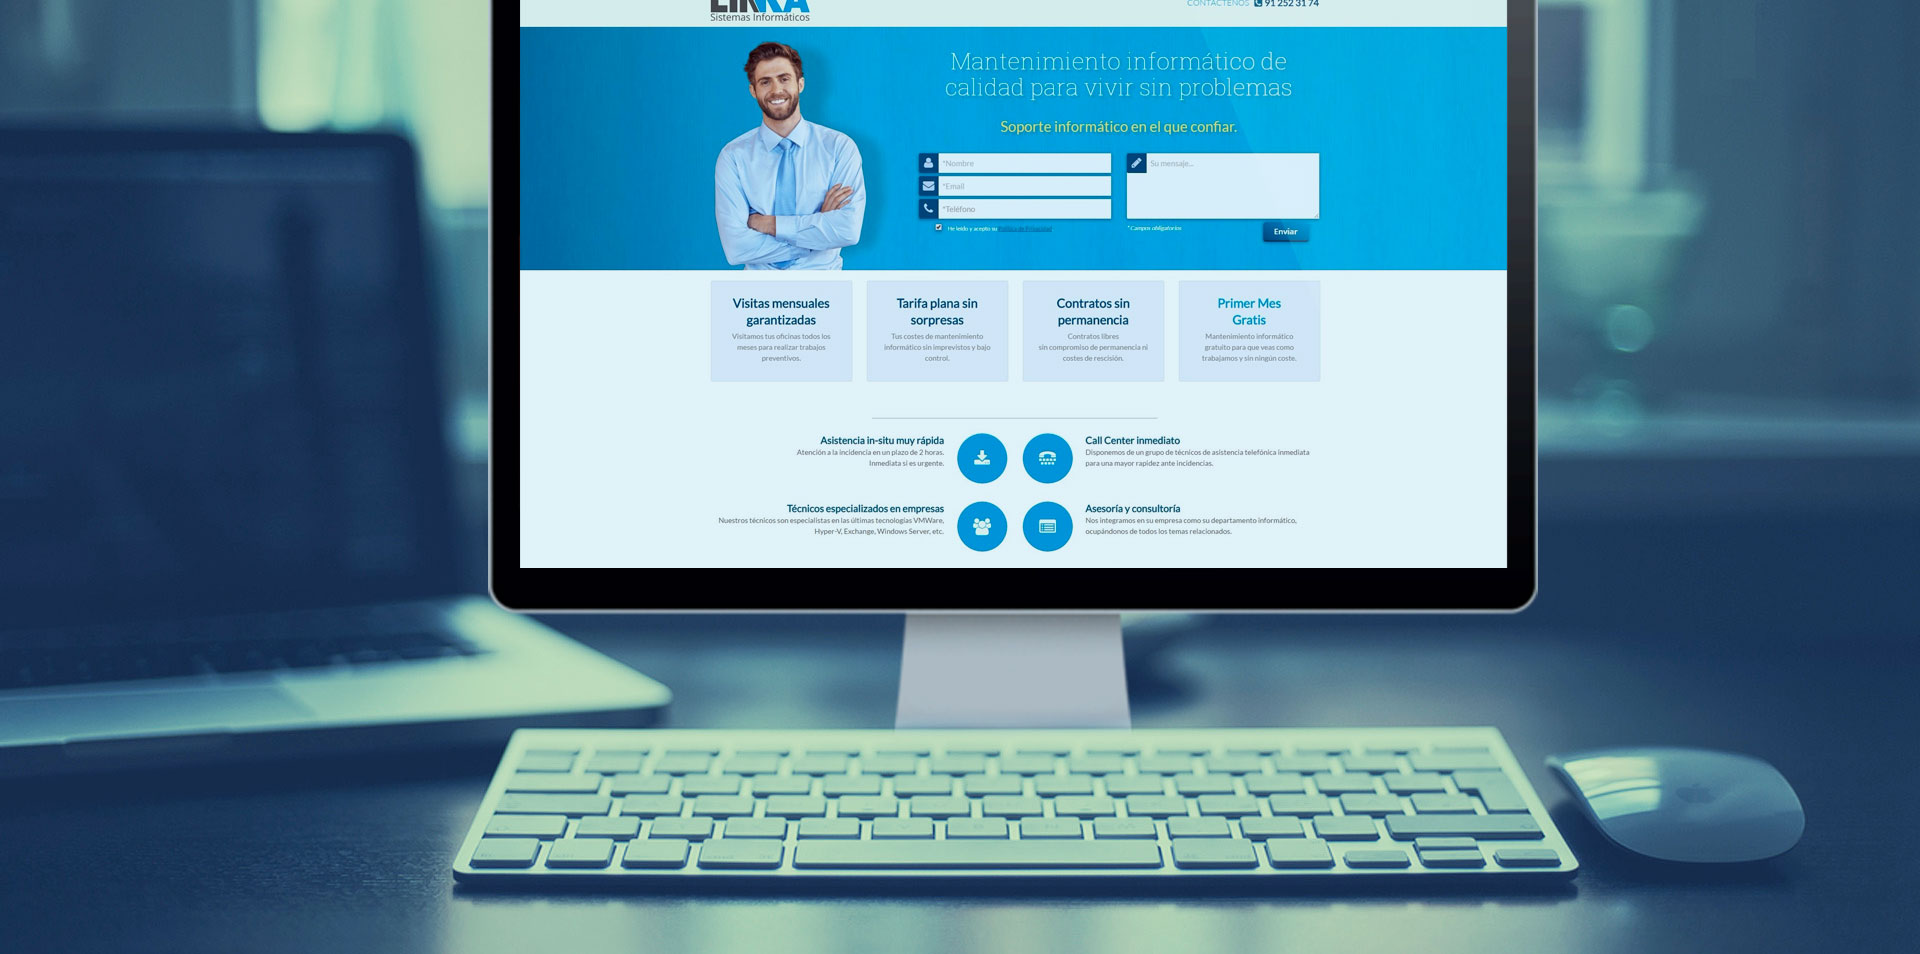 Sistemas Informáticos
CONTÁCTENOS 91 252 31 74
Mantenimiento informático de
calidad para vivir sin problemas
Soporte informático en el que confiar.
*Nombre
*Email
*Teléfono
Su mensaje...
He leído y acepto su Política de Privacidad
* Campos obligatorios
Enviar
Visitas mensuales
garantizadas
Visitamos tus oficinas todos los
meses para realizar trabajos
preventivos.
Tarifa plana sin
sorpresas
Tus costes de mantenimiento
informático sin imprevistos y bajo
control.
Contratos sin
permanencia
Contratos libres
sin compromiso de permanencia ni
costes de rescisión.
Primer Mes
Gratis
Mantenimiento informático
gratuito para que veas como
trabajamos y sin ningún coste.
Asistencia in-situ muy rápida
Atención a la incidencia en un plazo de 2 horas.
Inmediata si es urgente.
Call Center inmediato
Disponemos de un grupo de técnicos de asistencia telefónica inmediata
para una mayor rapidez ante incidencias.
Técnicos especializados en empresas
Nuestros técnicos son especialistas en las últimas tecnologías VMWare,
Hyper-V, Exchange, Windows Server, etc.
Asesoría y consultoría
Nos integramos en su empresa como su departamento informático,
ocupándonos de todos los temas relacionados.